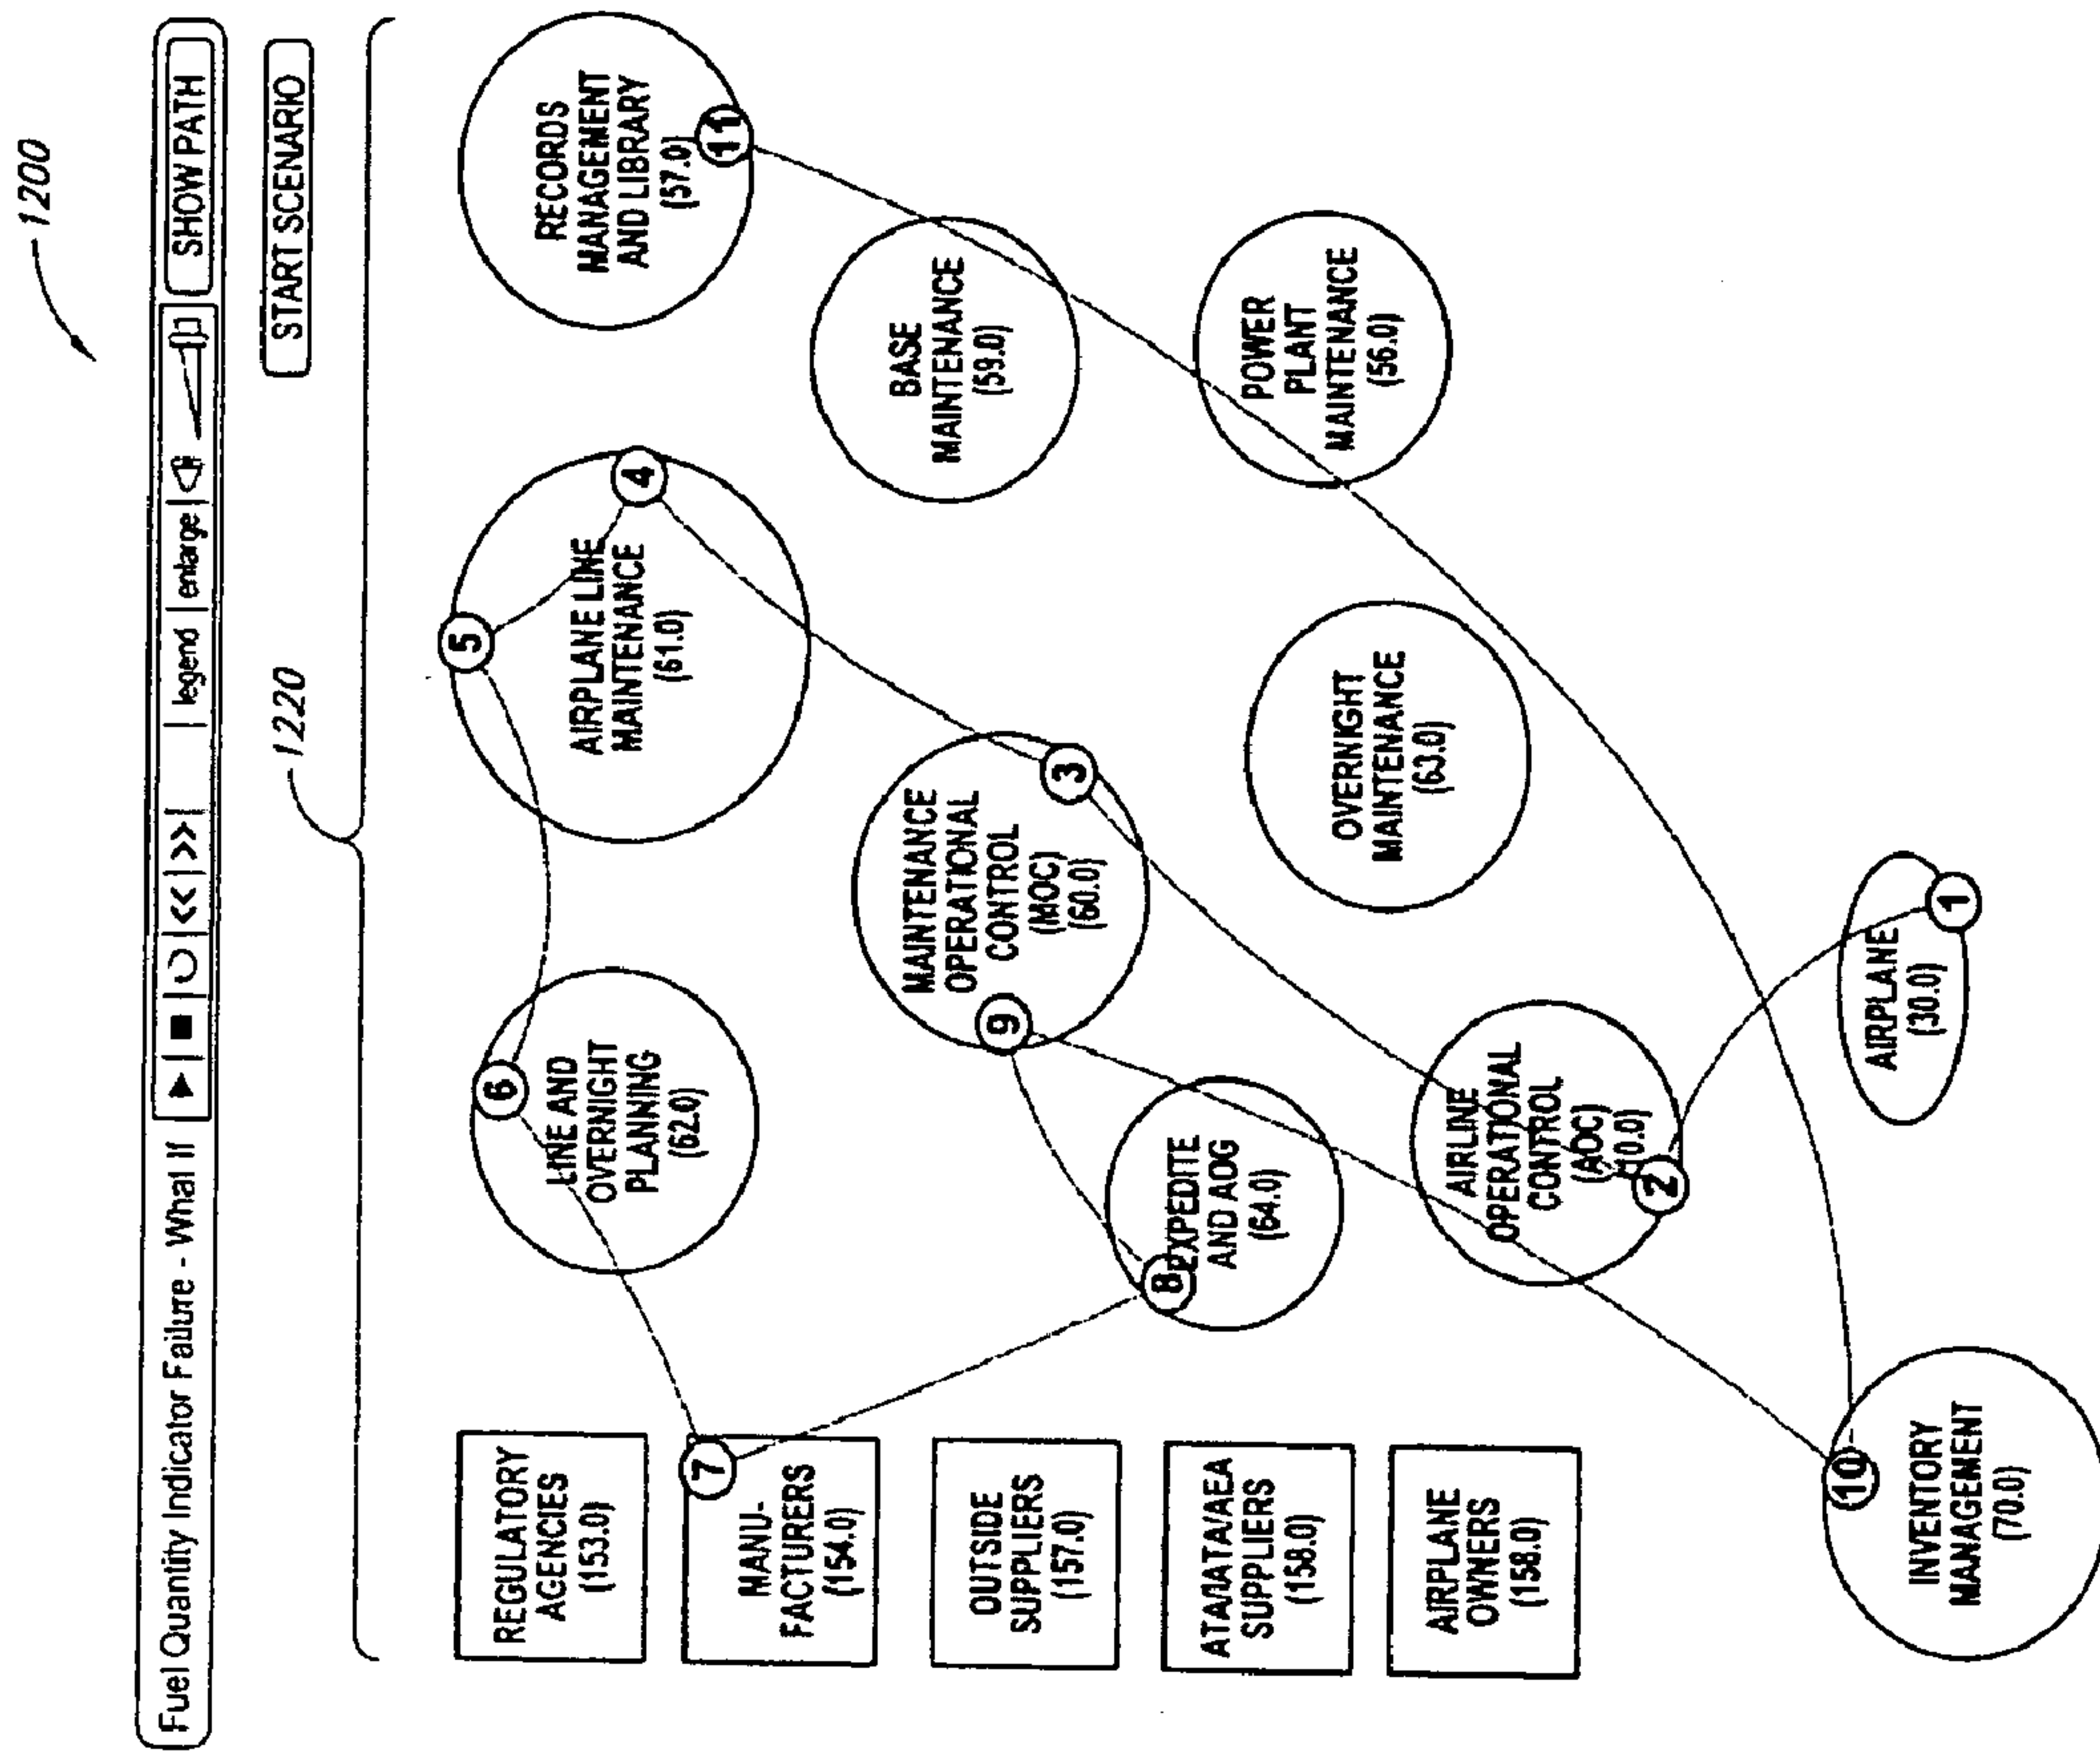 1200
Fuel Quantity Indicator Failure - What If
legend
enlarge
SHOW PATH
START SCENARIO
1220
REGULATORY
AGENCIES
(153.0)
7
MANU-
FACTURERS
(154.0)
OUTSIDE
SUPPLIERS
(157.0)
ATA/IATA/AEA
SUPPLIERS
(158.0)
AIRPLANE
OWNERS
(158.0)
6
LINE AND
OVERNIGHT
PLANNING
(62.0)
5
4
AIRPLANE LINE
MAINTENANCE
(61.0)
RECORDS
MANAGEMENT
AND LIBRARY
(57.0)
11
MAINTENANCE
OPERATIONAL
CONTROL
(MOC)
(60.0)
9
3
BASE
MAINTENANCE
(59.0)
8
EXPEDITE
AND AOG
(64.0)
POWER
PLANT
MAINTENANCE
(56.0)
OVERNIGHT
MAINTENANCE
(63.0)
AIRLINE
OPERATIONAL
CONTROL
(AOC)
2
AIRPLANE
(30.0)
1
10
INVENTORY
MANAGEMENT
(70.0)